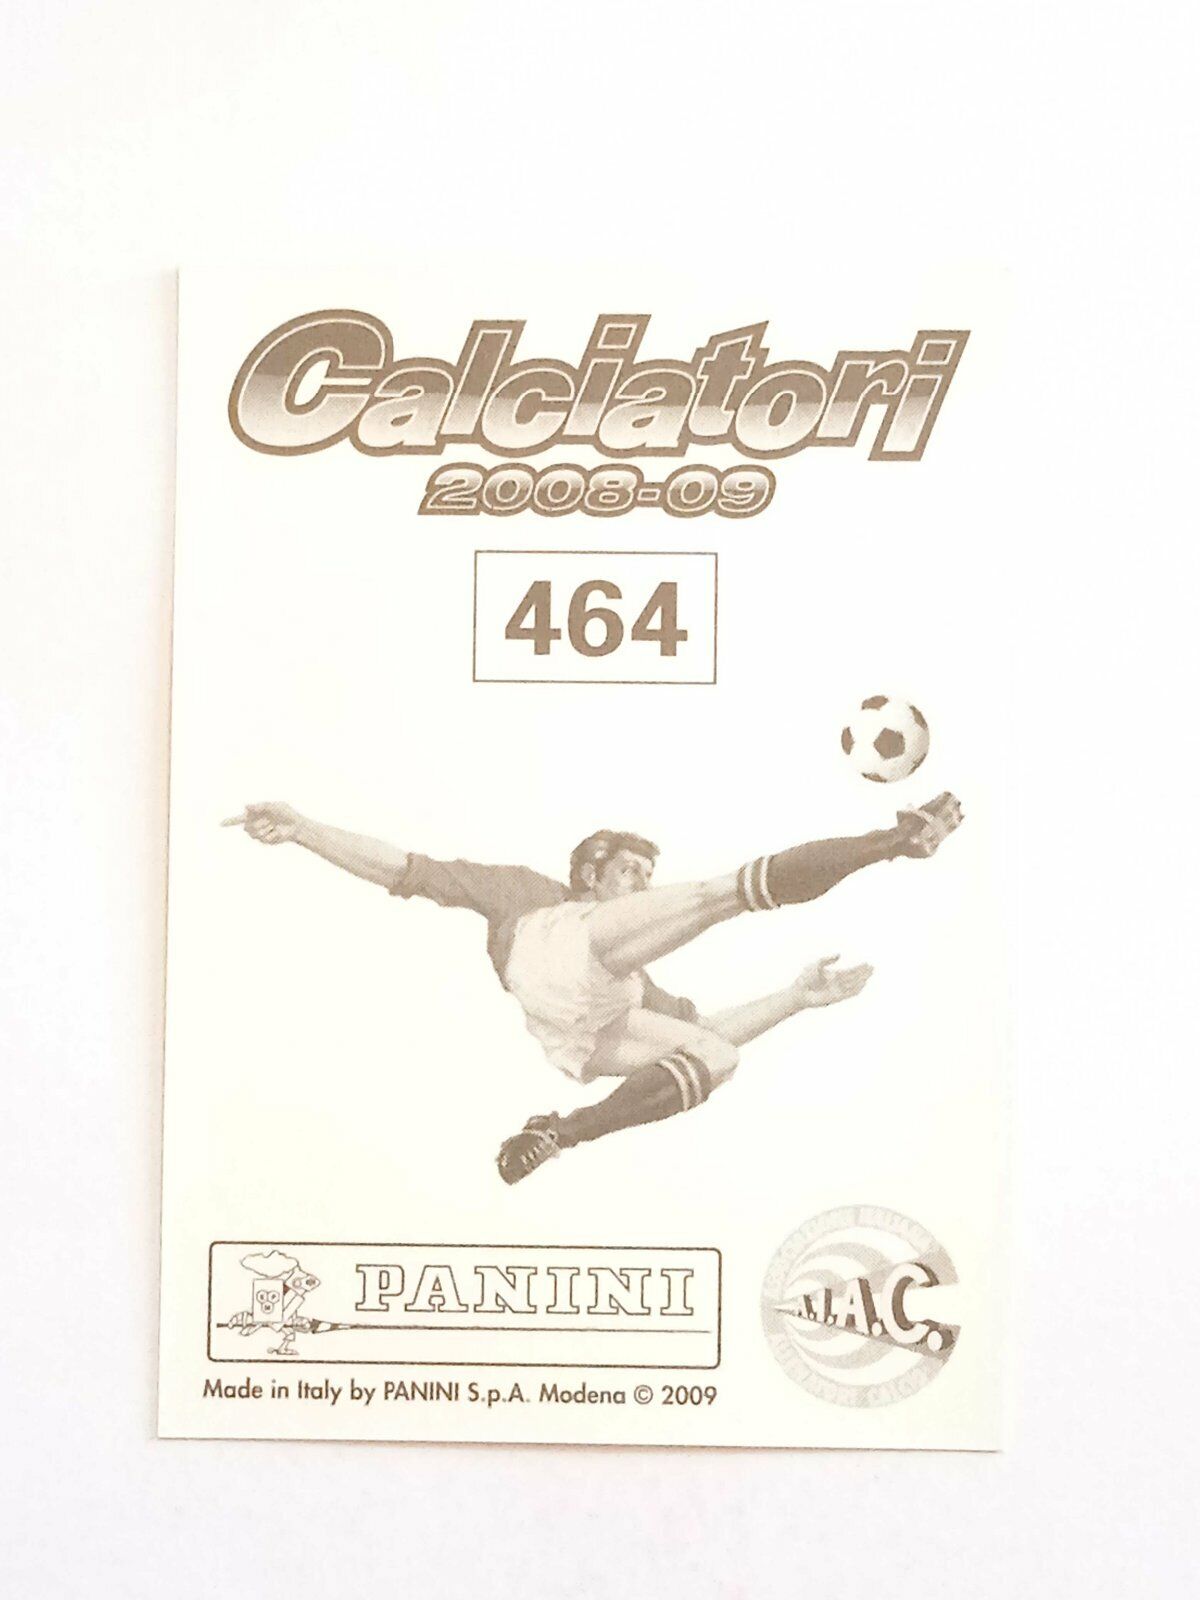 Calciatori
2008-09
464
PANINI
A.I.A.C.
Made in Italy by PANINI S.p.A. Modena © 2009